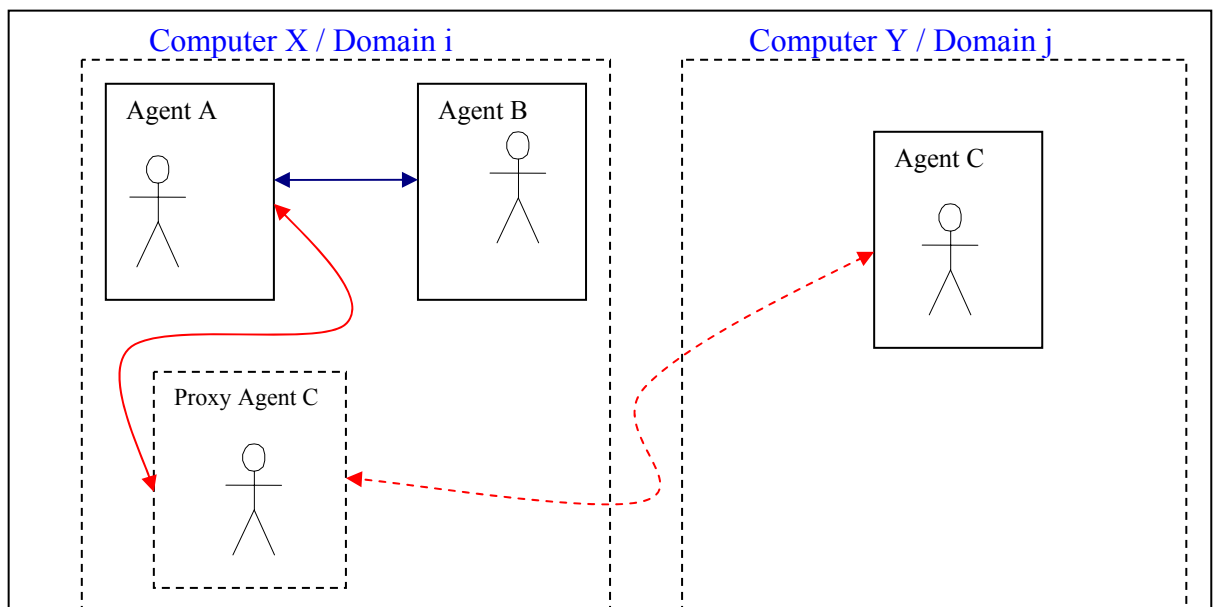 Computer X / Domain i
Computer Y / Domain j
Agent A
Agent B
Agent C
Proxy Agent C